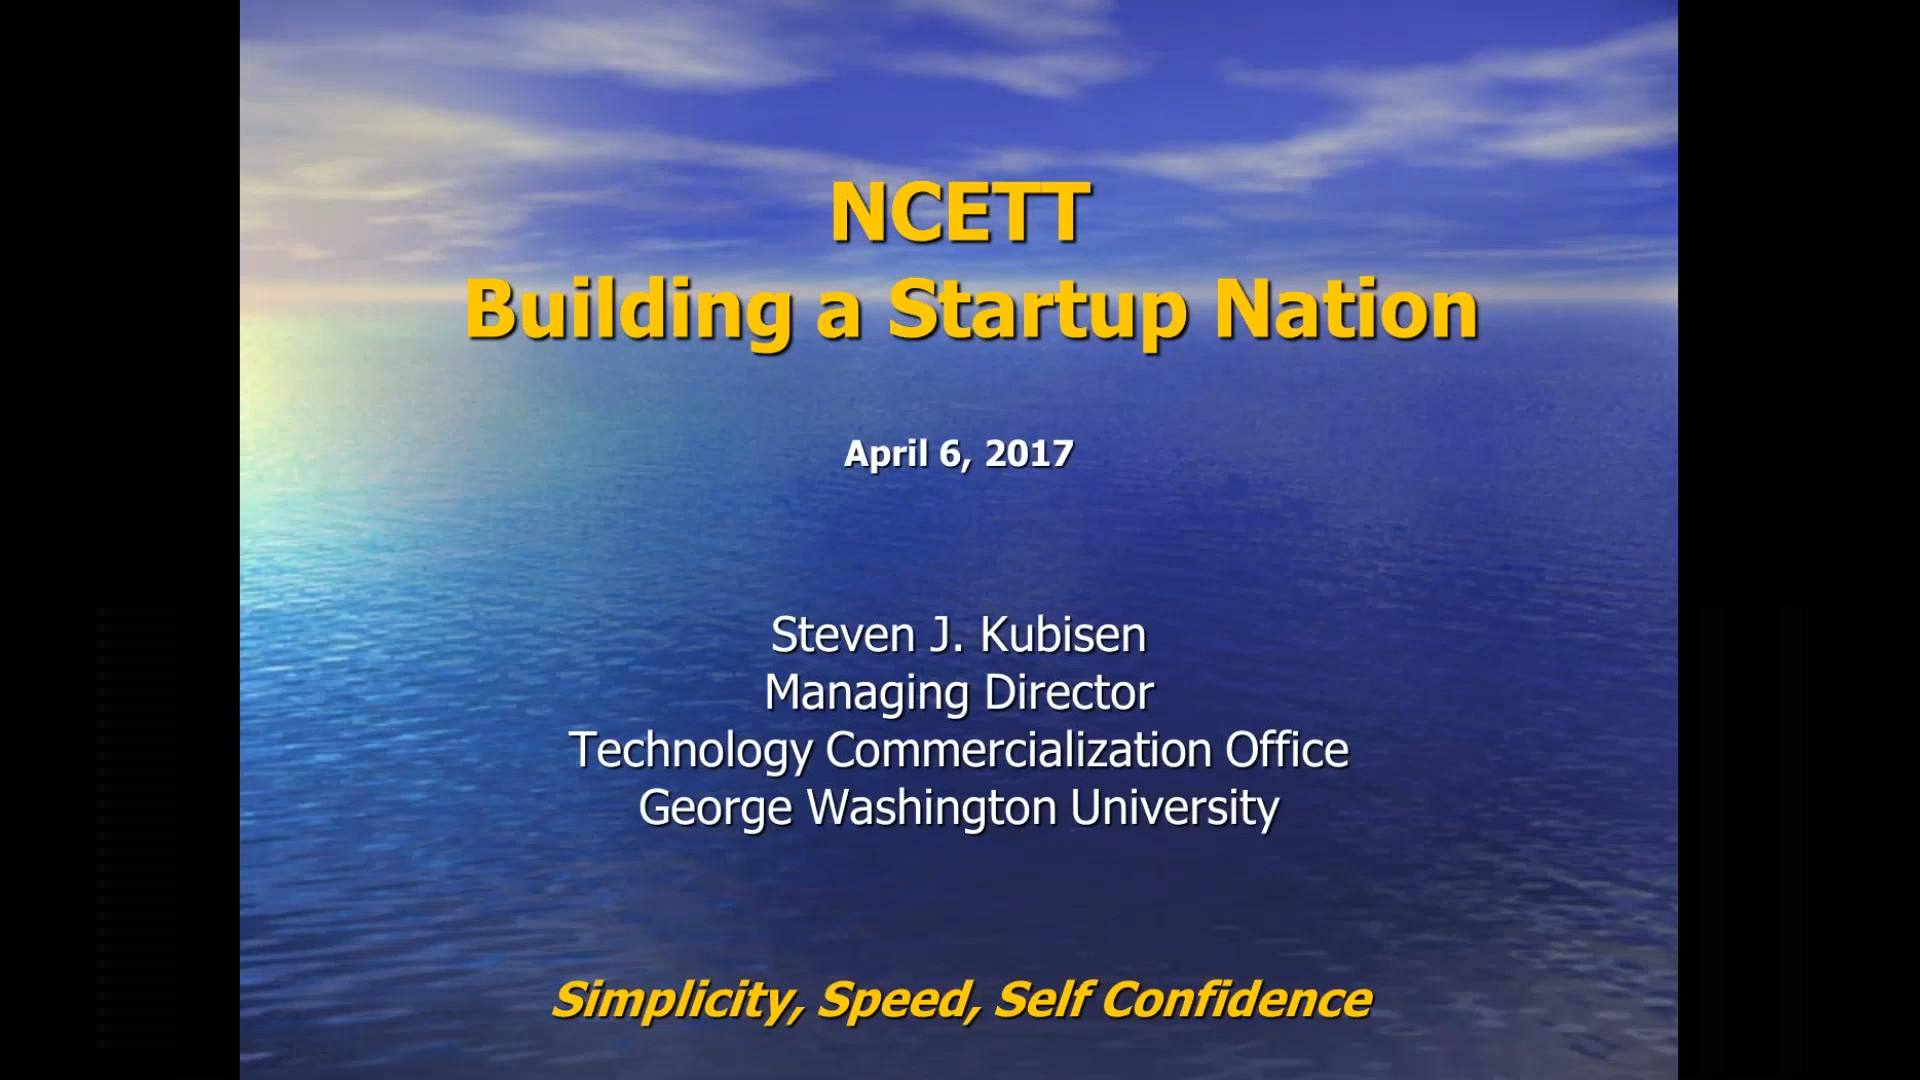 NCETT
Building a Startup Nation
April 6, 2017
Steven J. Kubisen
Managing Director
Technology Commercialization Office
George Washington University
Simplicity, Speed, Self Confidence